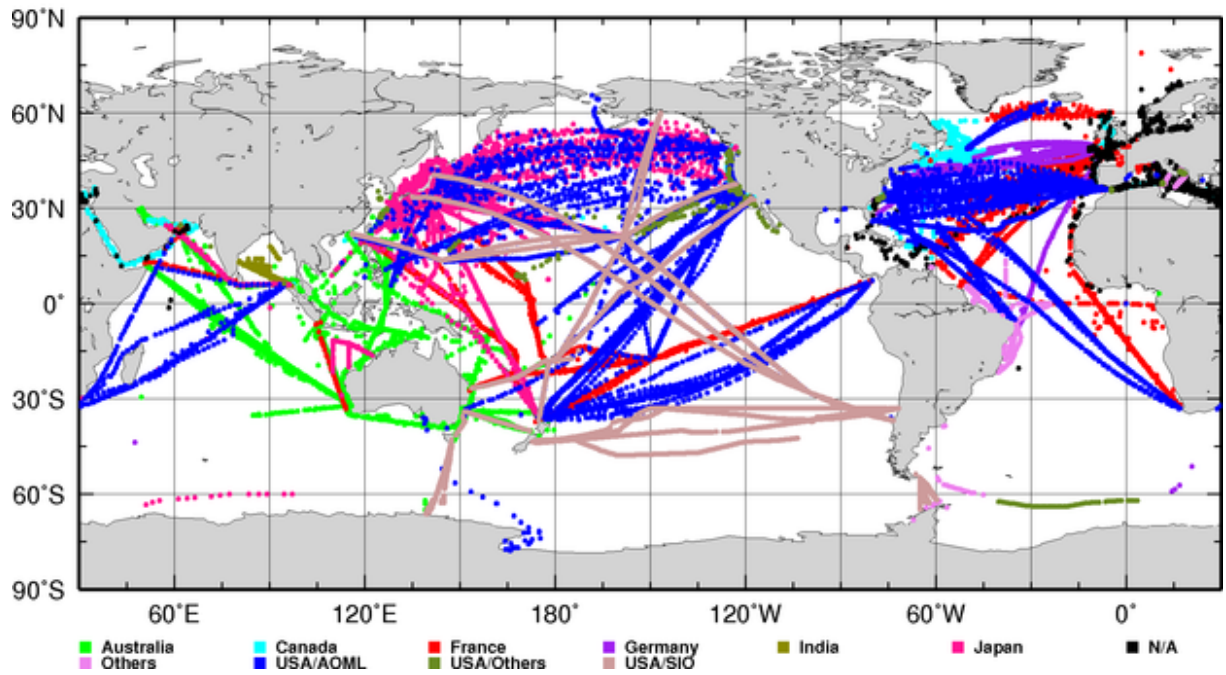 90˚N
60˚N
30˚N
0˚
30˚S
60˚S
90˚S
60˚E 120˚E 180˚ 120˚W 60˚W 0˚
Australia Canada France Germany India Japan N/A
Others USA/AOML USA/Others USA/SIO